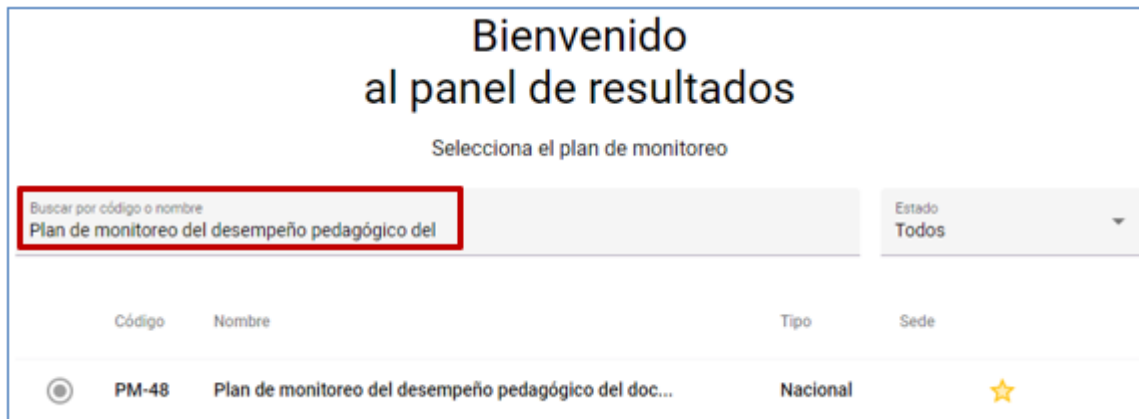 Bienvenido
al panel de resultados
Selecciona el plan de monitoreo
Buscar por código o nombre
Plan de monitoreo del desempeño pedagógico del
Estado
Todos
Código Nombre Tipo Sede
PM-48 Plan de monitoreo del desempeño pedagógico del doc... Nacional